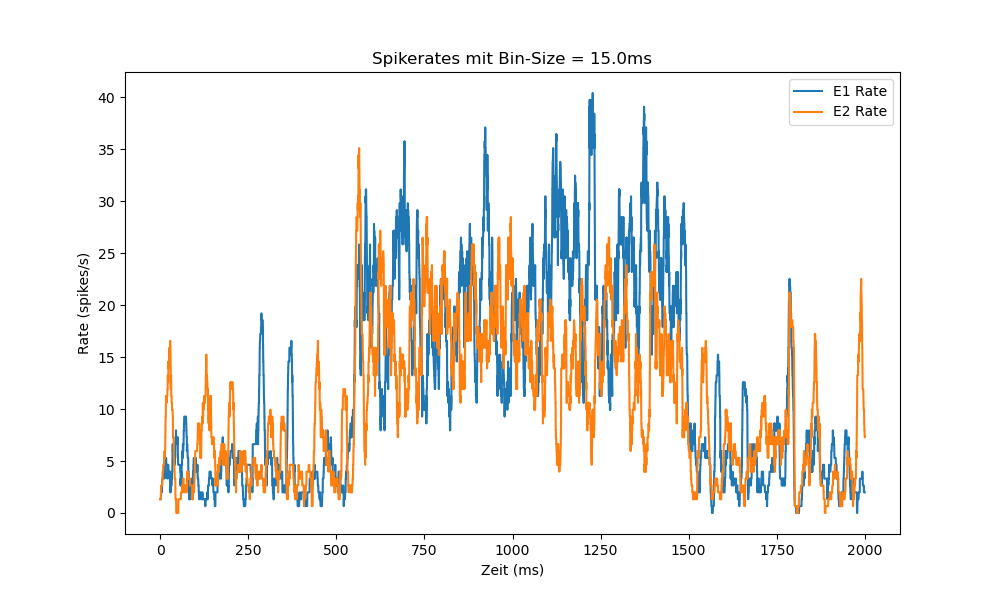 Spikerates mit Bin-Size = 15.0ms
E1 Rate
E2 Rate
Rate (spikes/s)
40
35
30
25
20
15
10
5
0
0 250 500 750 1000 1250 1500 1750 2000
Zeit (ms)